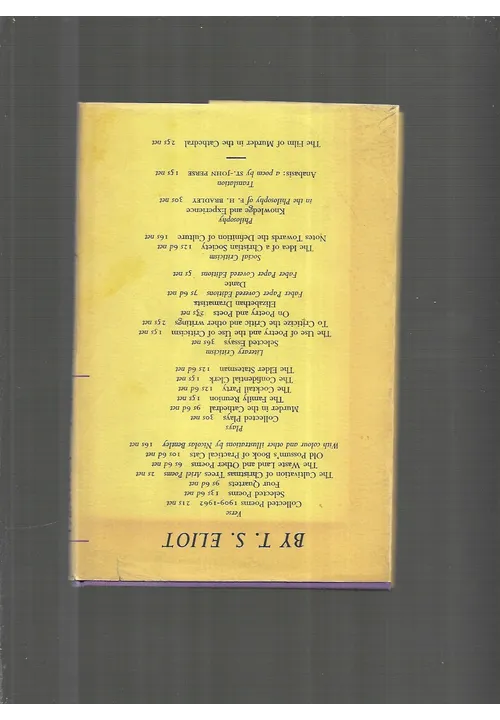 BY T. S. ELIOT
Verse
Collected Poems 1909-1962 21s net
Selected Poems 13s 6d net
Four Quartets 9s 6d net
The Cultivation of Christmas Trees Ariel Poems 2s net
The Waste Land and Other Poems 6s 6d net
Old Possum's Book of Practical Cats 10s 6d net
With colour and other illustrations by Nicolas Bentley 16s net
Plays
Collected Plays 30s net
Murder in the Cathedral 9s 6d net
The Family Reunion 15s net
The Cocktail Party 12s 6d net
The Confidential Clerk 15s net
The Elder Statesman 12s 6d net
Literary Criticism
Selected Essays 36s net
The Use of Poetry and the Use of Criticism 15s net
To Criticize the Critic and other writings 25s net
On Poetry and Poets 28s net
Elizabethan Dramatists
Faber Paper Covered Editions 7s 6d net
Dante
Faber Paper Covered Editions 5s net
Social Criticism
The Idea of a Christian Society 12s 6d net
Notes Towards the Definition of Culture 16s net
Philosophy
Knowledge and Experience
in the Philosophy of F. H. BRADLEY 30s net
Translation
Anabasis: a poem by ST.-JOHN PERSE 15s net
The Film of Murder in the Cathedral 25s net